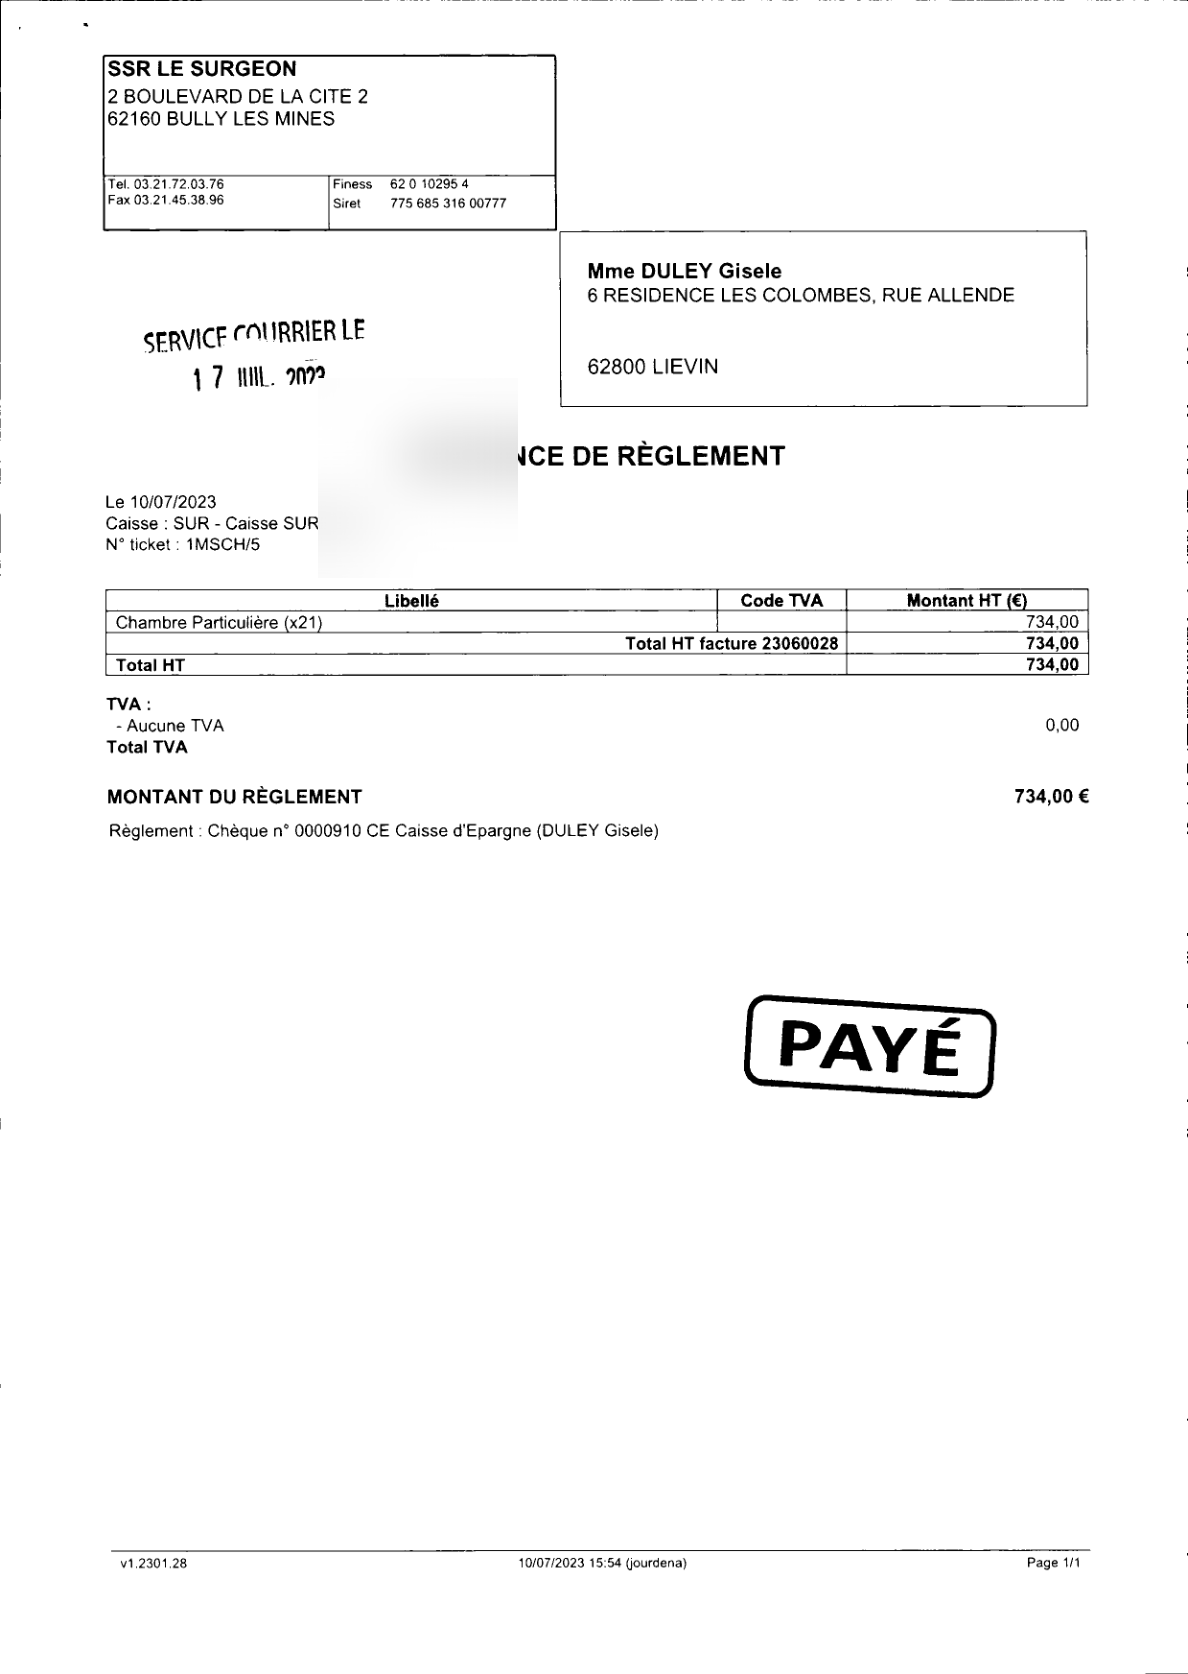 SSR LE SURGEON
2 BOULEVARD DE LA CITE 2
62160 BULLY LES MINES
Tel. 03.21.72.03.76
Fax 03.21.45.38.96
Finess 62 0 10295 4
Siret 775 685 316 00777
Mme DULEY Gisele
6 RESIDENCE LES COLOMBES, RUE ALLENDE
62800 LIEVIN
SERVICE COURRIER LE
17 JUIL. 2023
DE RÈGLEMENT
Le 10/07/2023
Caisse : SUR - Caisse SUR
N° ticket : 1MSCH/5
Libellé Code TVA Montant HT (€)
Chambre Particulière (x21) 734,00
Total HT facture 23060028 734,00
Total HT 734,00
TVA :
- Aucune TVA 0,00
Total TVA
MONTANT DU RÈGLEMENT 734,00 €
Règlement : Chèque n° 0000910 CE Caisse d'Epargne (DULEY Gisele)
PAYÉ
v1.2301.28 10/07/2023 15:54 (jourdena) Page 1/1